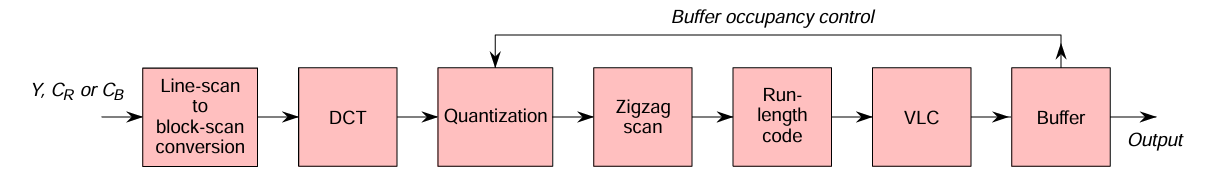 Buffer occupancy control
Y, CR or CB
Line-scan
to
block-scan
conversion
DCT
Quantization
Zigzag
scan
Run-
length
code
VLC
Buffer
Output